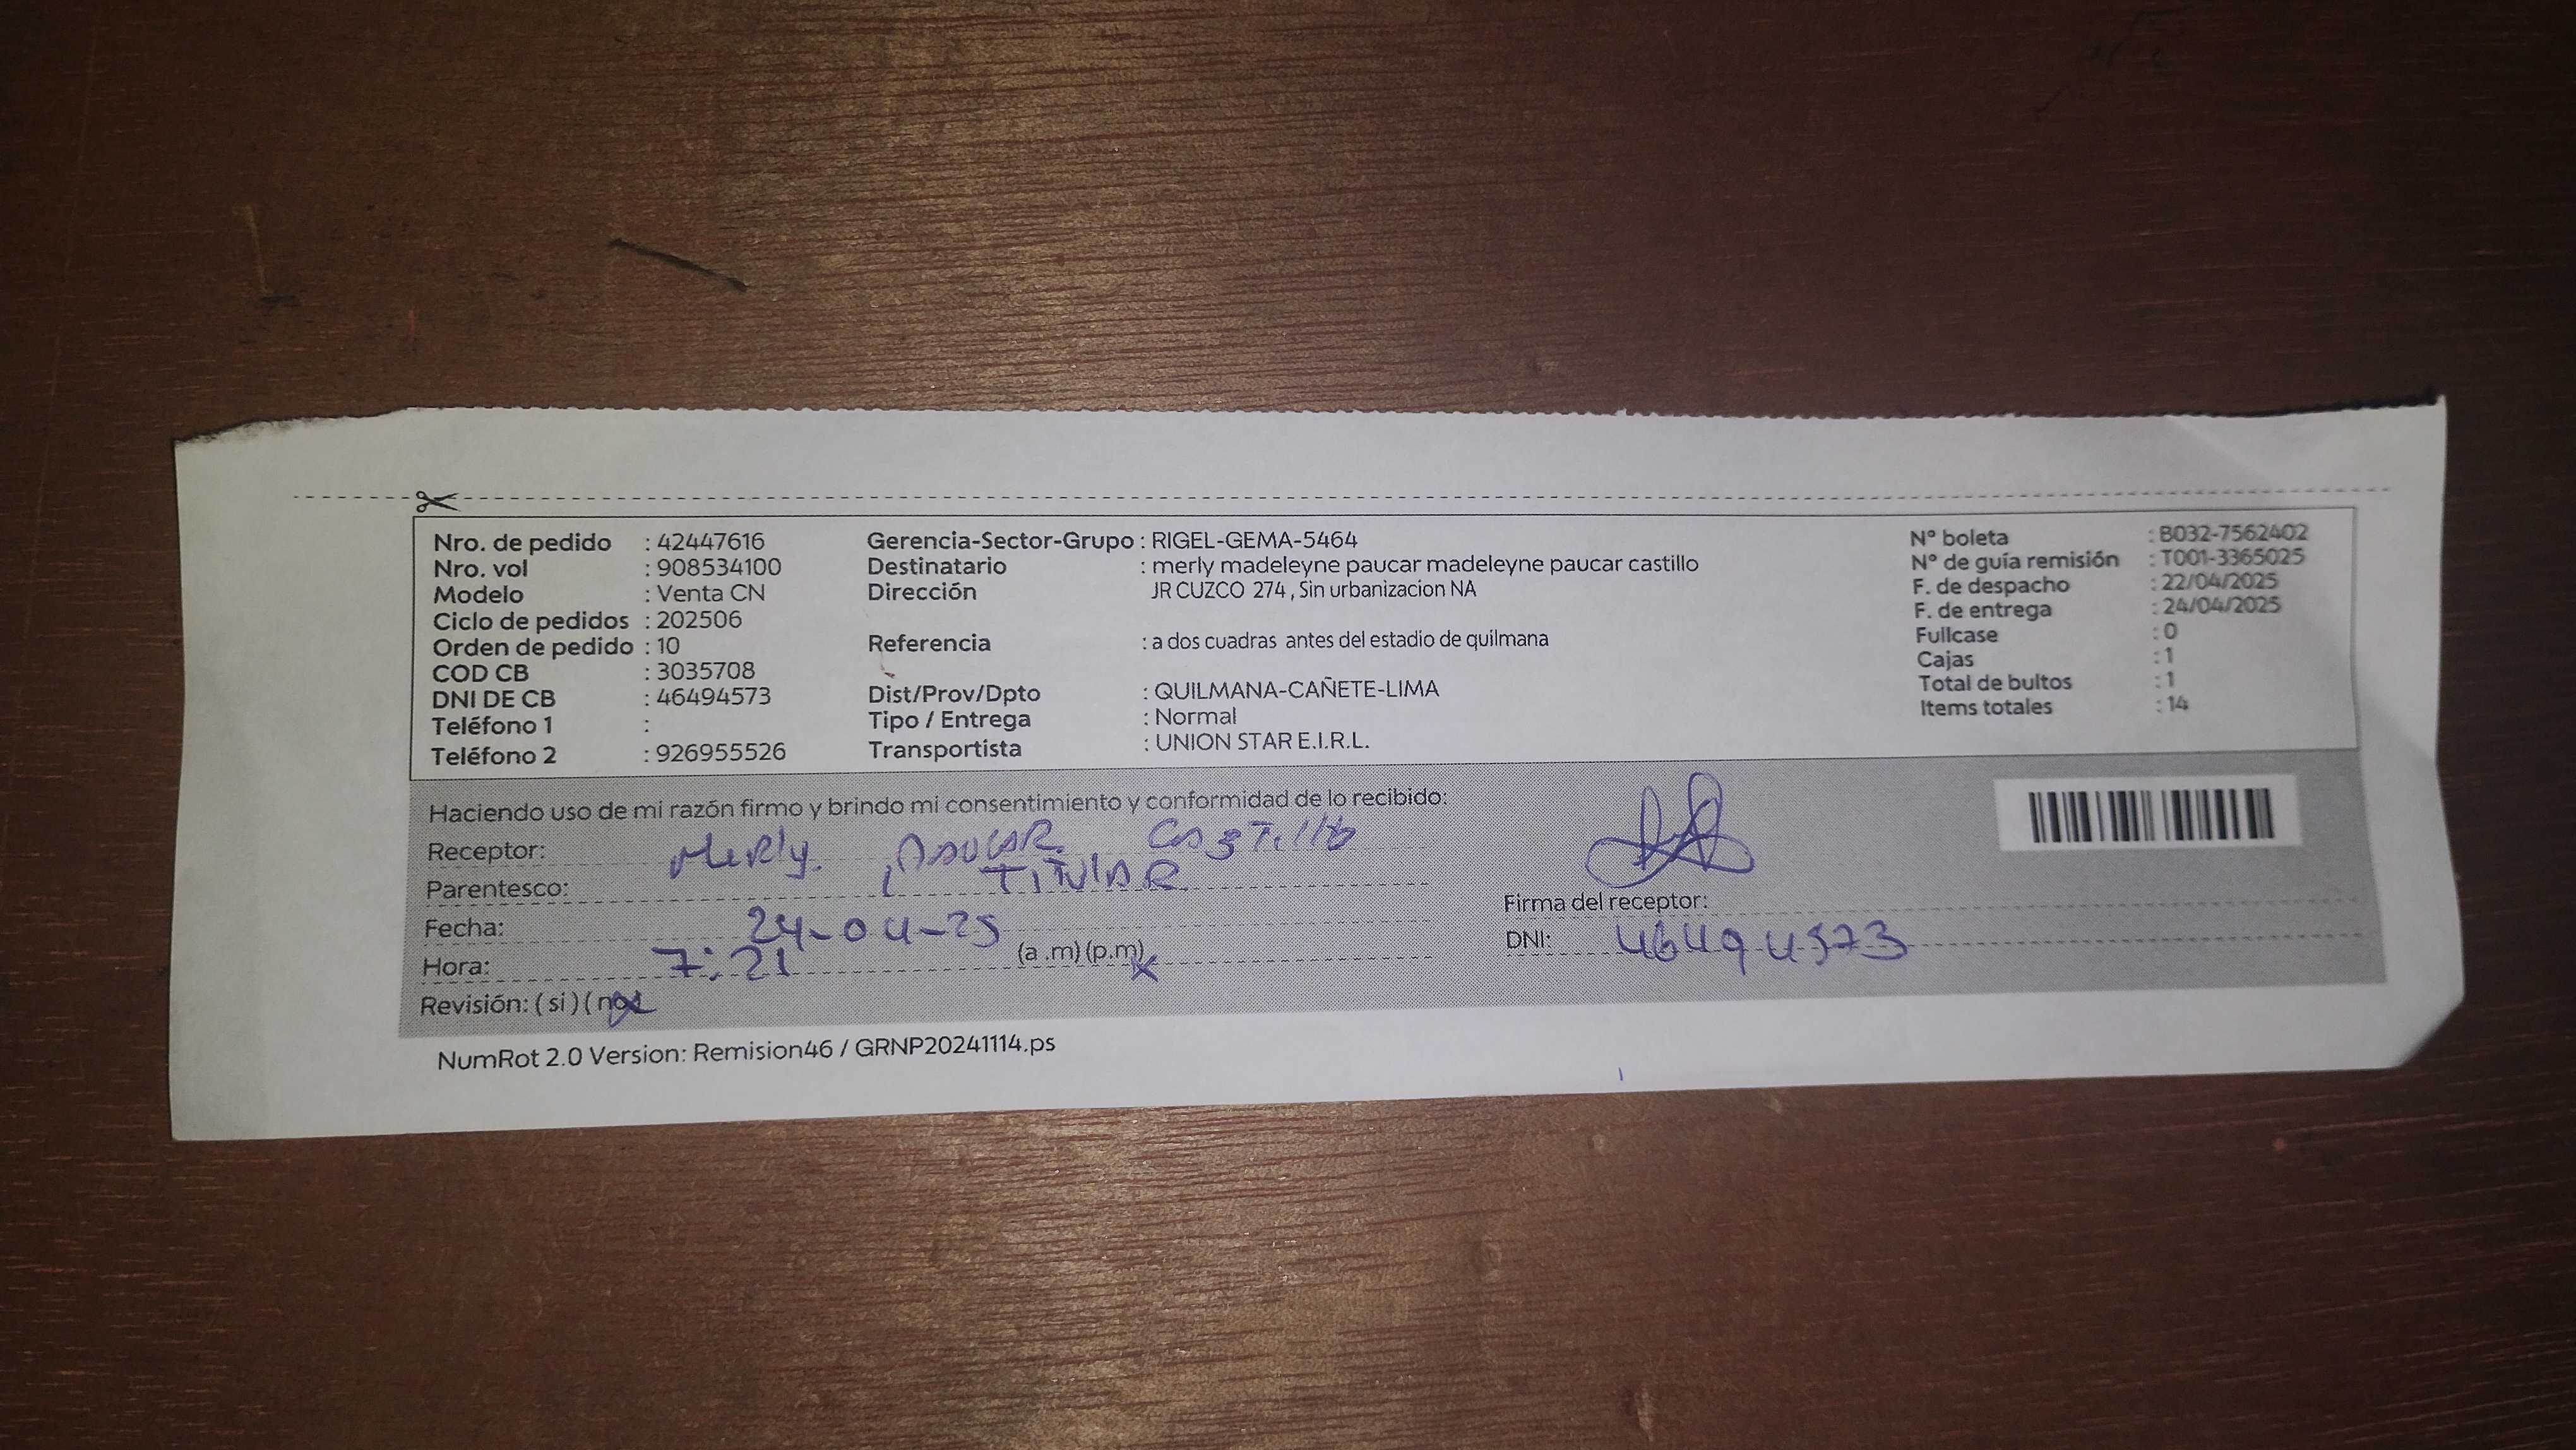 Nro. de pedido : 42447616
Nro. vol : 908534100
Modelo : Venta CN
Ciclo de pedidos : 202506
Orden de pedido : 10
COD CB : 3035708
DNI DE CB : 46494573
Teléfono 1 :
Teléfono 2 : 926955526
Gerencia-Sector-Grupo : RIGEL-GEMA-5464
Destinatario : merly madeleyne paucar madeleyne paucar castillo
Dirección JR CUZCO 274 , Sin urbanizacion NA
Referencia : a dos cuadras antes del estadio de quilmana
Dist/Prov/Dpto : QUILMANA-CAÑETE-LIMA
Tipo / Entrega : Normal
Transportista : UNION STAR E.I.R.L.
N° boleta : B032-7562402
N° de guía remisión : T001-3365025
F. de despacho : 22/04/2025
F. de entrega : 24/04/2025
Fullcase : 0
Cajas : 1
Total de bultos : 1
Items totales : 14
Haciendo uso de mi razón firmo y brindo mi consentimiento y conformidad de lo recibido:
Receptor: Merly Paucar Castillo
Parentesco: TITULAR
Fecha: 24-04-25
Hora: 7:21 (a .m) (p.m)
Revisión: ( si ) ( no
Firma del receptor:
DNI: 46494573
NumRot 2.0 Version: Remision46 / GRNP20241114.ps